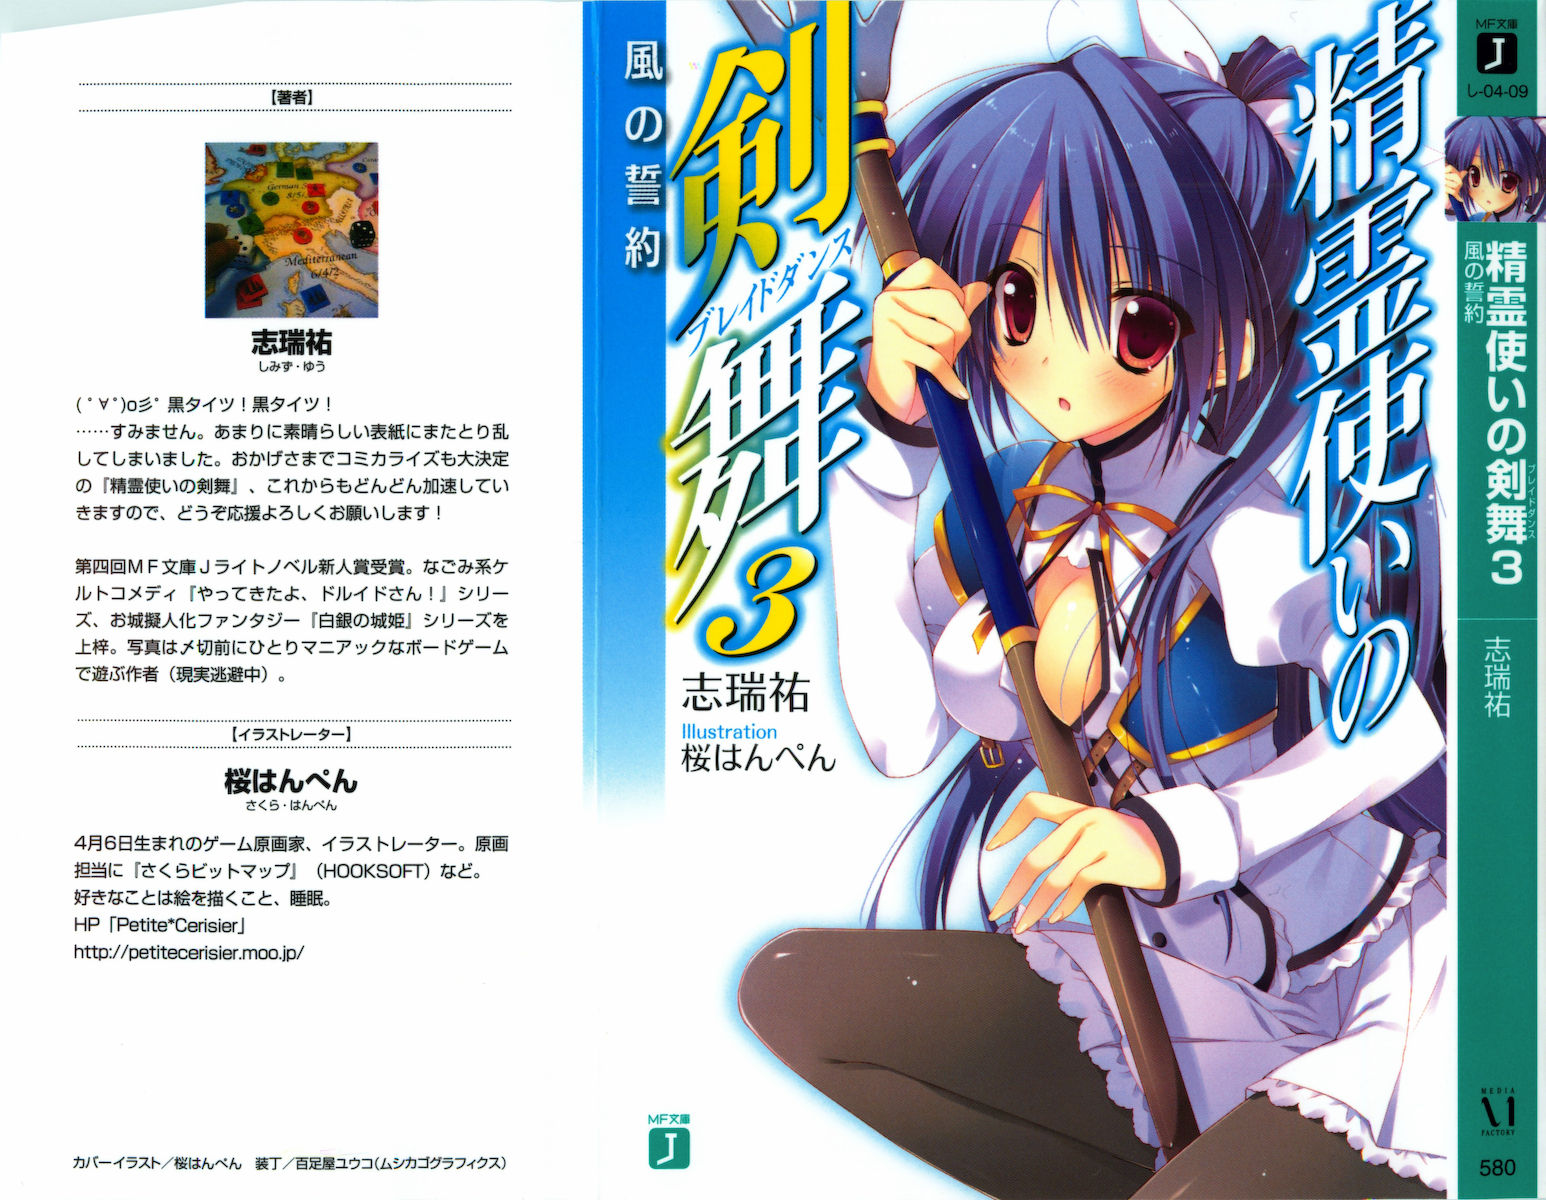 【著者】
German S
8/5/
Mediterranean
6/4/2
志瑞祐
しみず・ゆう
( ﾟ∀ﾟ)o彡ﾟ 黒タイツ！黒タイツ！
……すみません。あまりに素晴らしい表紙にまたとり乱
してしまいました。おかげさまでコミカライズも大決定
の『精霊使いの剣舞』、これからもどんどん加速してい
きますので、どうぞ応援よろしくお願いします！
第四回ＭＦ文庫Ｊライトノベル新人賞受賞。なごみ系ケ
ルトコメディ『やってきたよ、ドルイドさん！』シリー
ズ、お城擬人化ファンタジー『白銀の城姫』シリーズを
上梓。写真は〆切前にひとりマニアックなボードゲーム
で遊ぶ作者（現実逃避中）。
【イラストレーター】
桜はんぺん
さくら・はんぺん
4月6日生まれのゲーム原画家、イラストレーター。原画
担当に『さくらビットマップ』（HOOKSOFT）など。
好きなことは絵を描くこと、睡眠。
HP「Petite*Cerisier」
http://petitecerisier.moo.jp/
カバーイラスト／桜はんぺん　装丁／百足屋ユウコ(ムシカゴグラフィクス)
精霊使いの
剣舞
ブレイドダンス
3
風の誓約
志瑞祐
Illustration
桜はんぺん
MF文庫
J
MF文庫
J
し-04-09
精霊使いの剣舞3
ブレイドダンス
風の誓約
志瑞祐
MEDIA
FACTORY
580